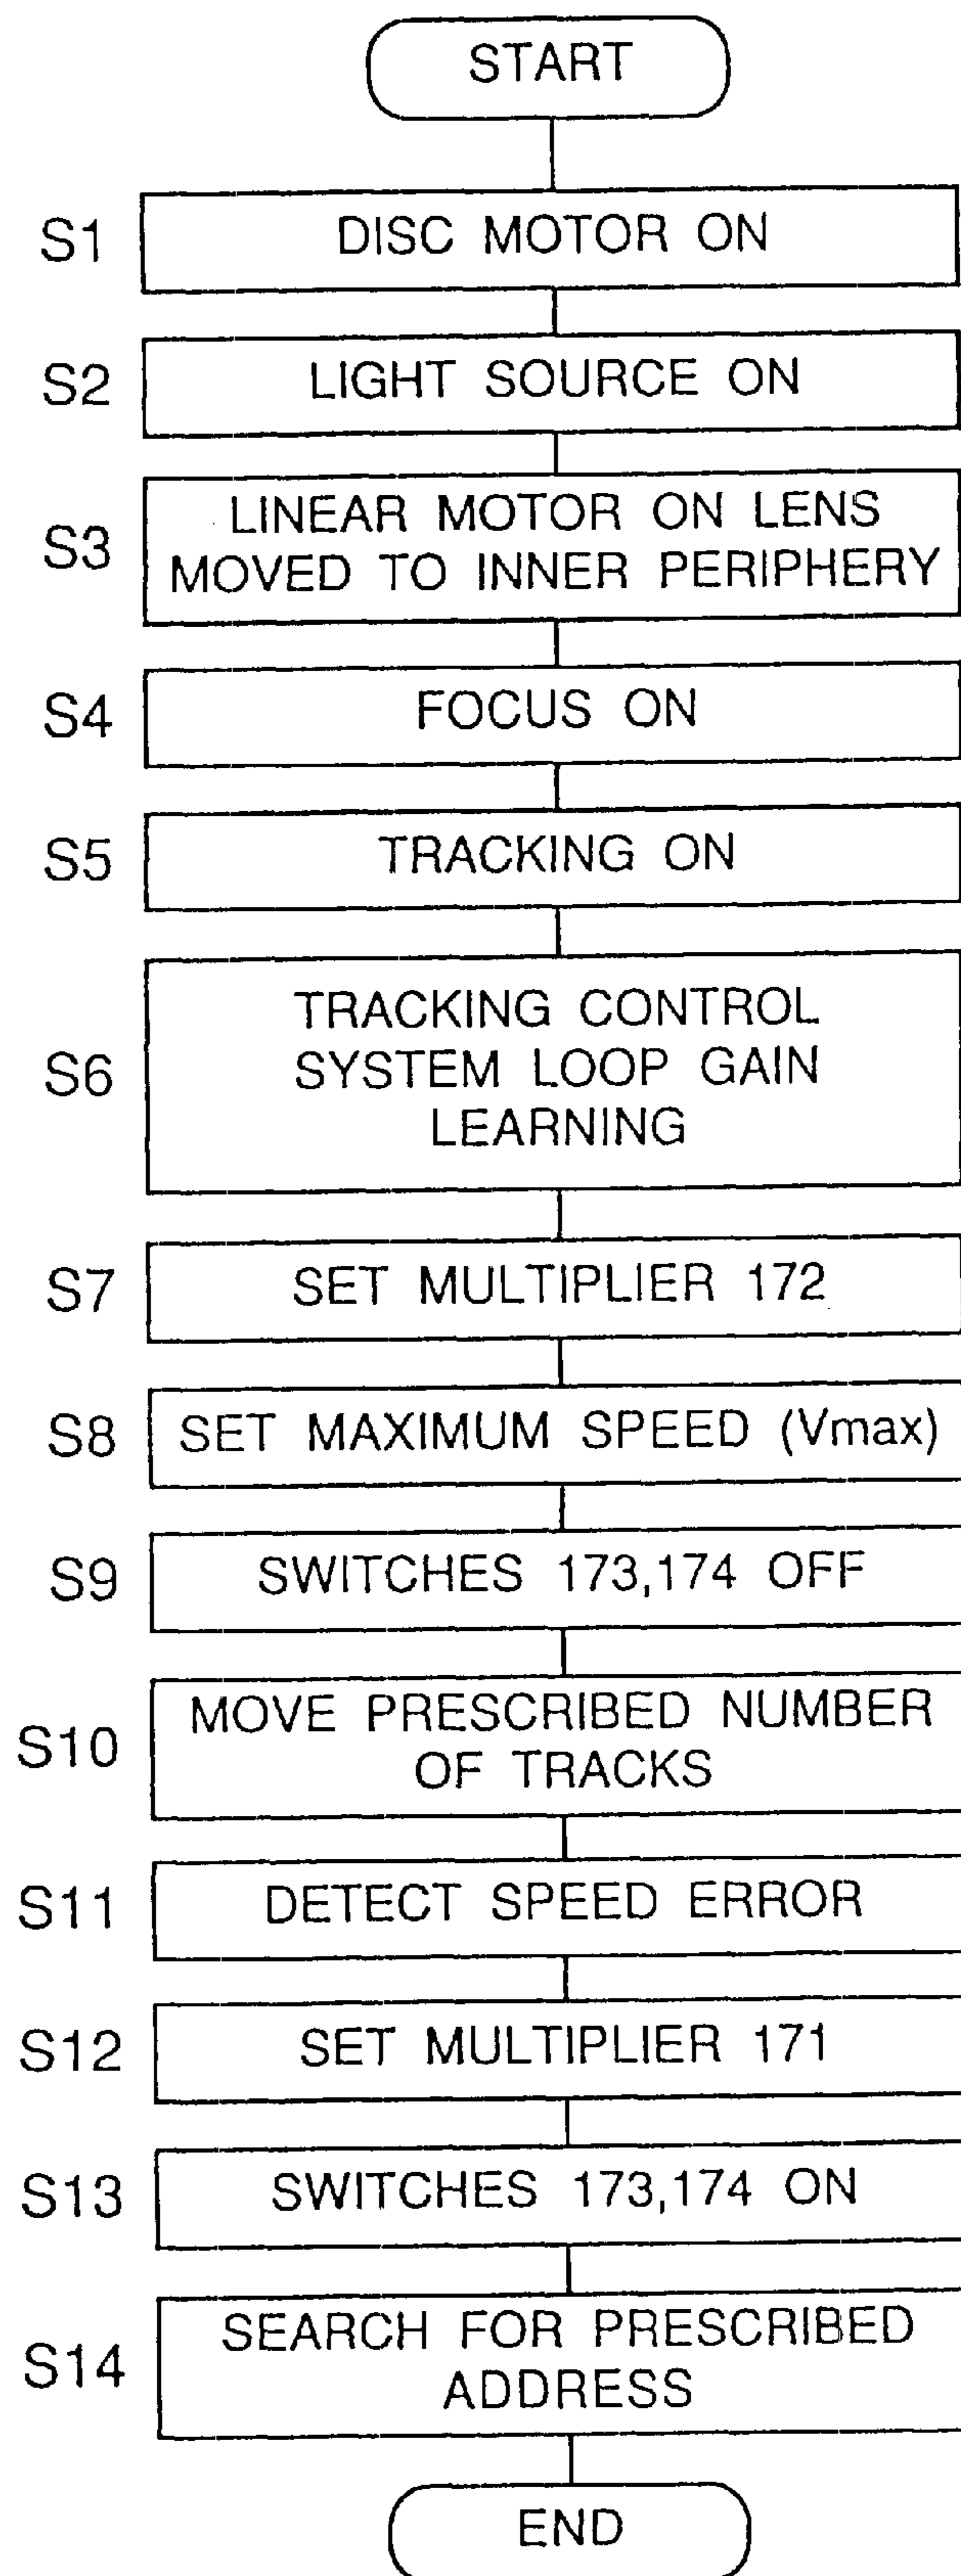 START
S1 DISC MOTOR ON
S2 LIGHT SOURCE ON
S3 LINEAR MOTOR ON LENS
MOVED TO INNER PERIPHERY
S4 FOCUS ON
S5 TRACKING ON
S6 TRACKING CONTROL
SYSTEM LOOP GAIN
LEARNING
S7 SET MULTIPLIER 172
S8 SET MAXIMUM SPEED (Vmax)
S9 SWITCHES 173,174 OFF
S10 MOVE PRESCRIBED NUMBER
OF TRACKS
S11 DETECT SPEED ERROR
S12 SET MULTIPLIER 171
S13 SWITCHES 173,174 ON
S14 SEARCH FOR PRESCRIBED
ADDRESS
END